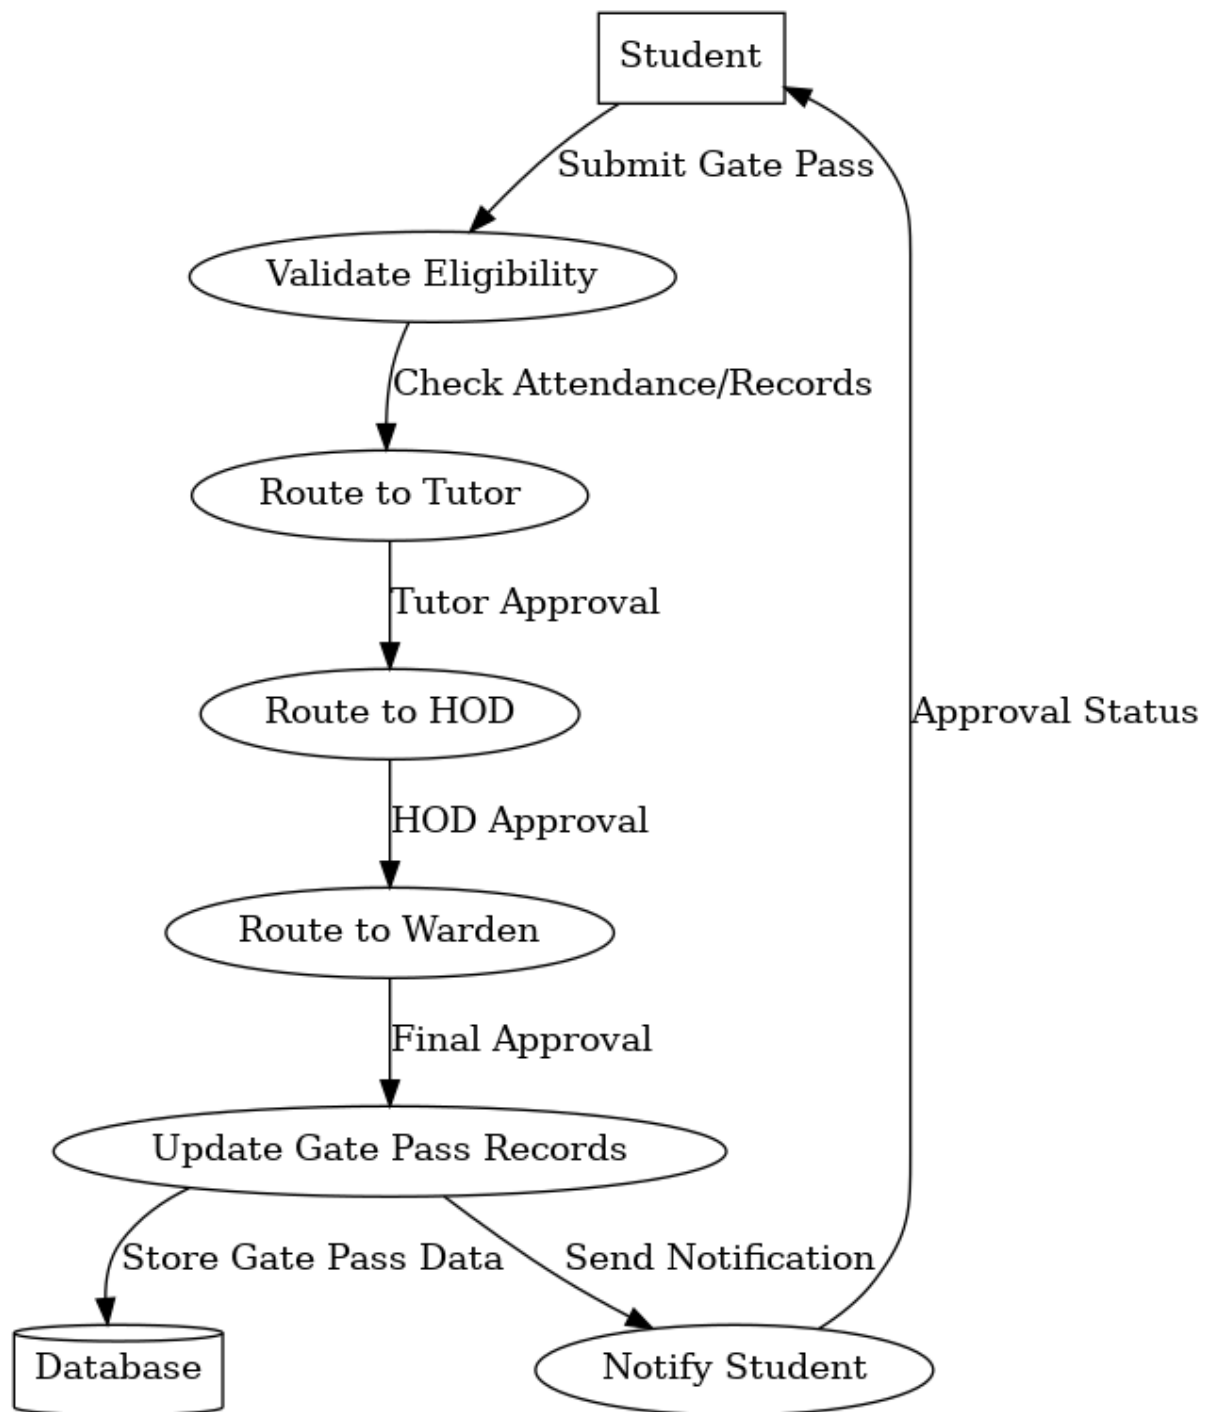 Student
Submit Gate Pass
Validate Eligibility
Check Attendance/Records
Route to Tutor
Tutor Approval
Route to HOD
Approval Status
HOD Approval
Route to Warden
Final Approval
Update Gate Pass Records
Store Gate Pass Data
Send Notification
Database
Notify Student